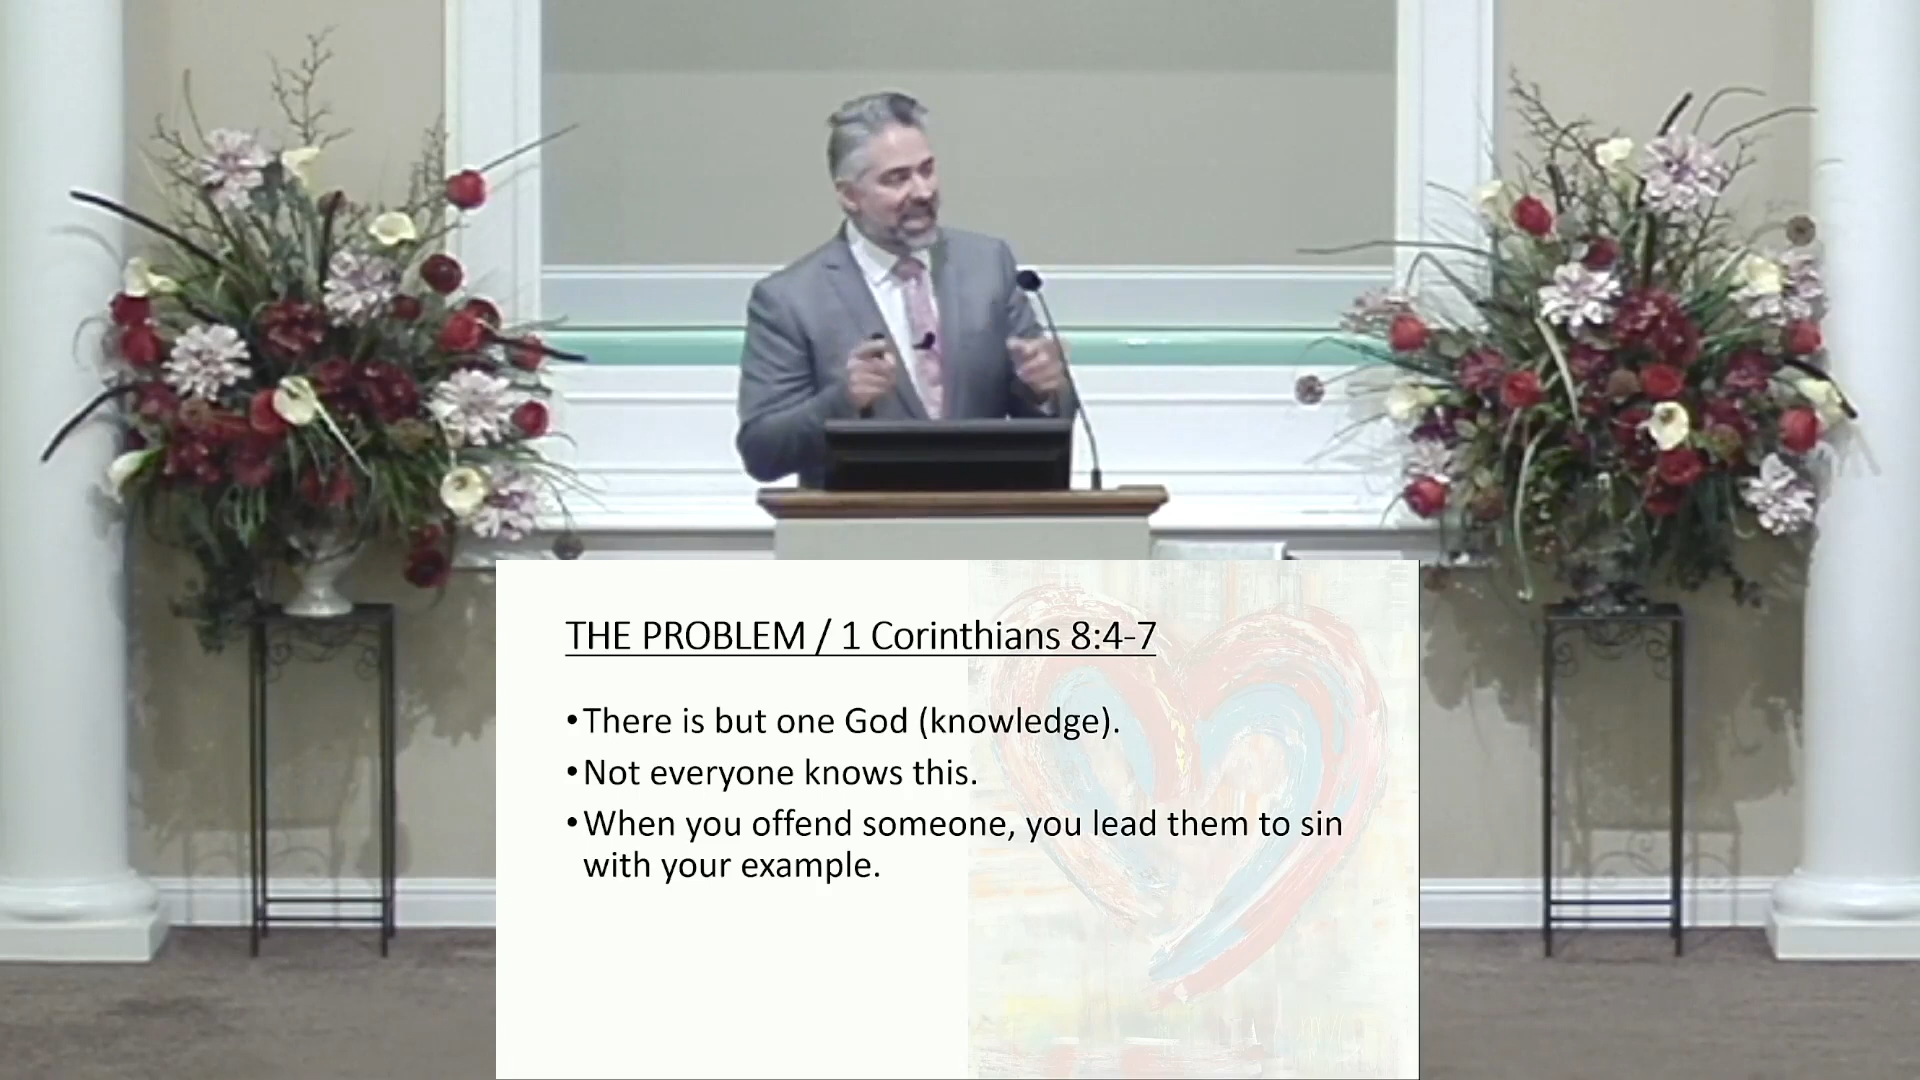 THE PROBLEM / 1 Corinthians 8:4-7
•There is but one God (knowledge).
•Not everyone knows this.
•When you offend someone, you lead them to sin
with your example.